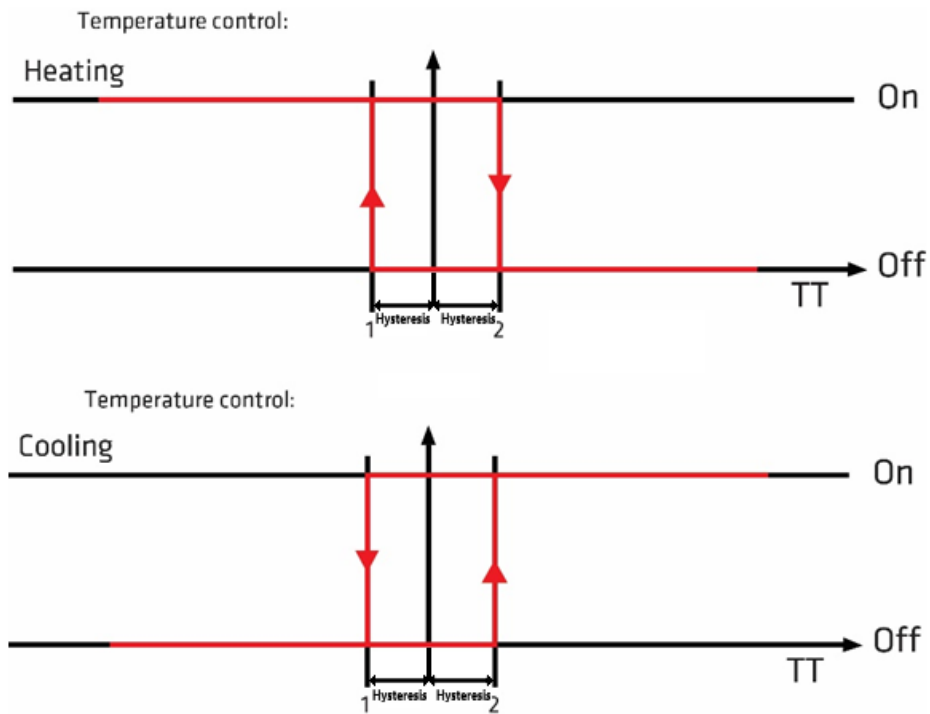 Temperature control:
Heating
On
Off
TT
1 Hysteresis Hysteresis 2
Temperature control:
Cooling
On
Off
TT
1 Hysteresis Hysteresis 2